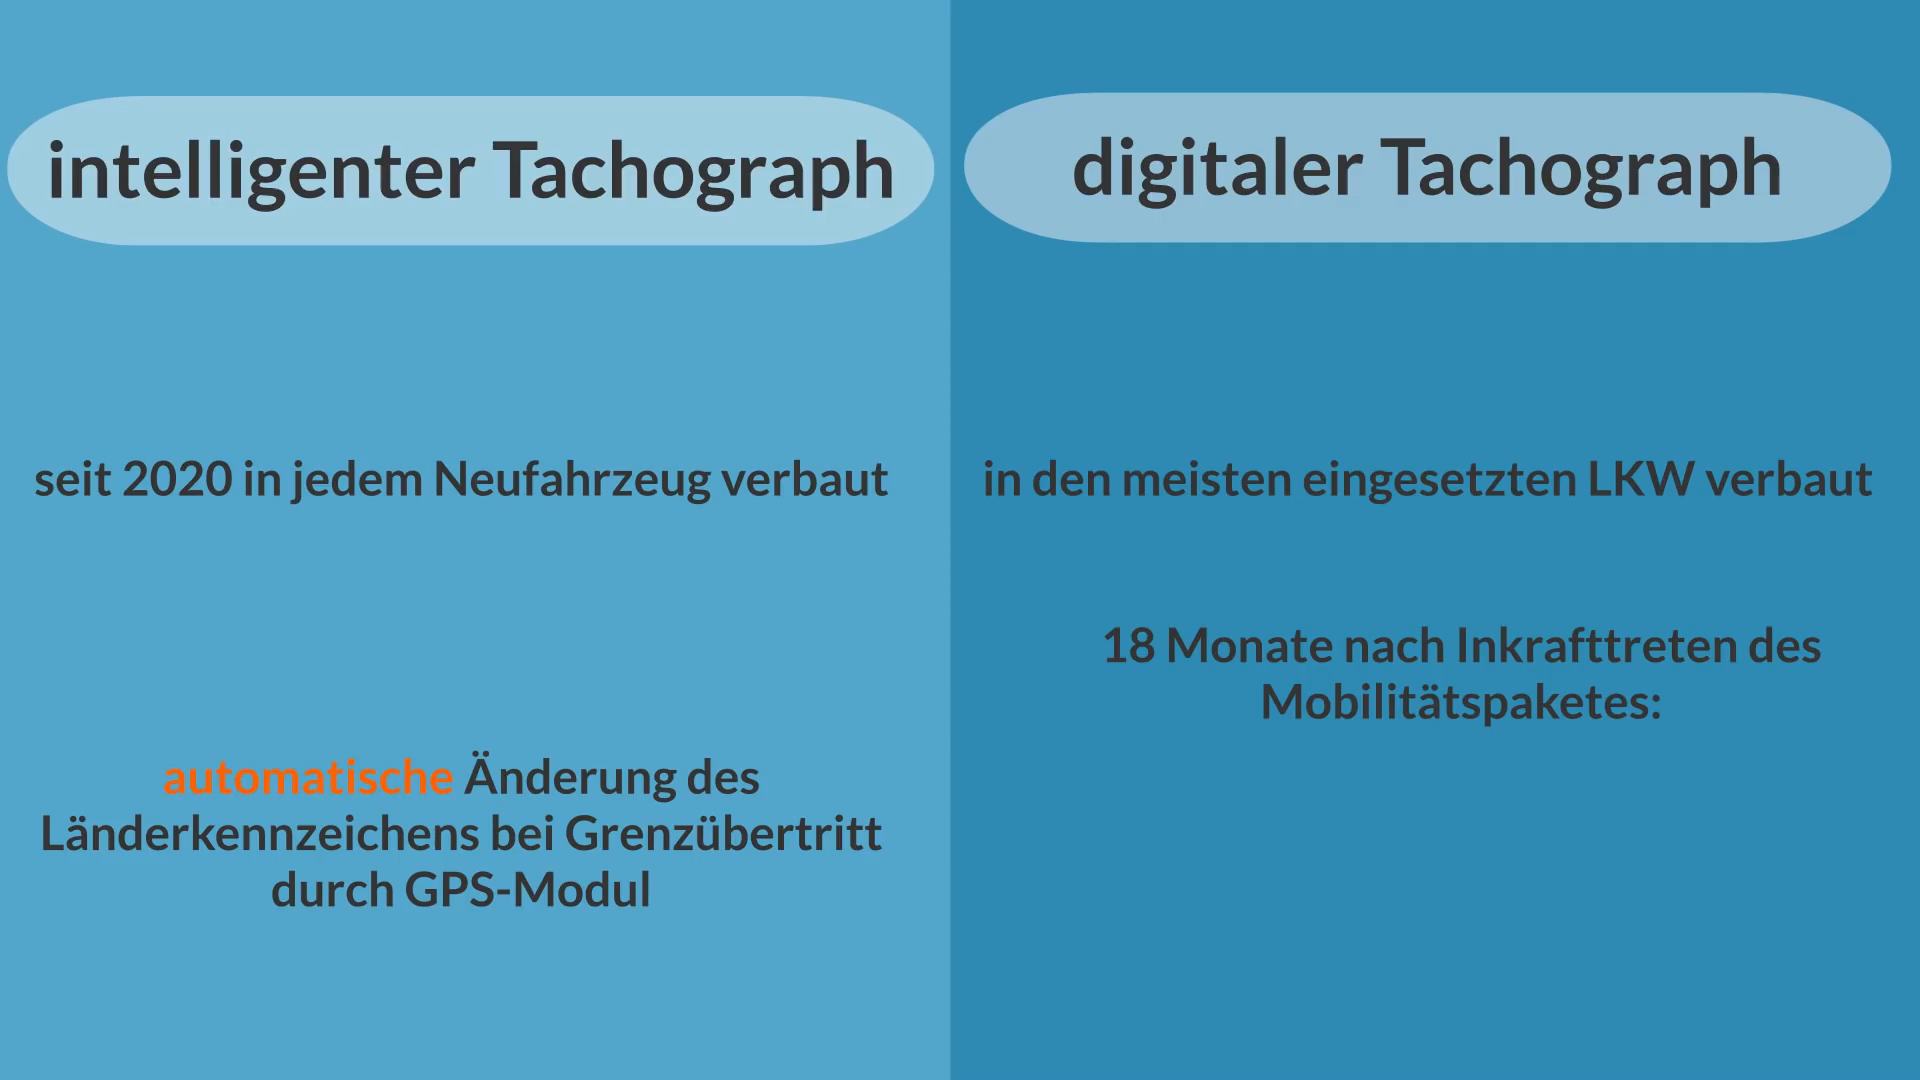 intelligenter Tachograph
seit 2020 in jedem Neufahrzeug verbaut
automatische Änderung des
Länderkennzeichens bei Grenzübertritt
durch GPS-Modul
digitaler Tachograph
in den meisten eingesetzten LKW verbaut
18 Monate nach Inkrafttreten des
Mobilitätspaketes: